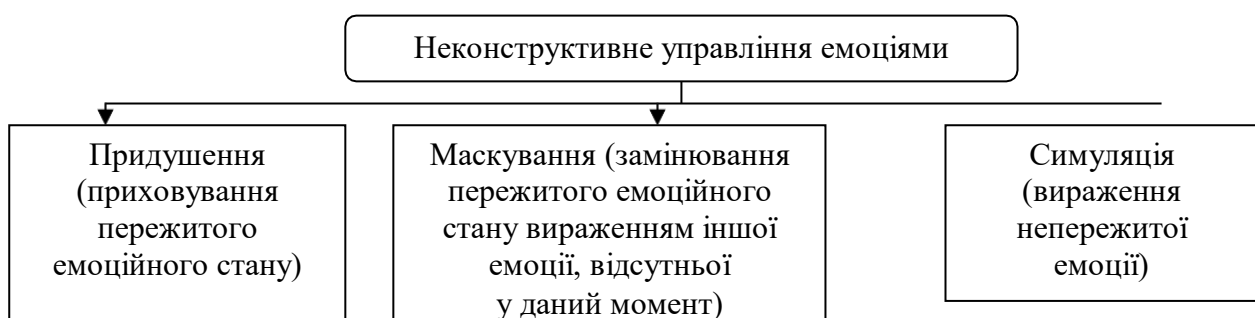 Неконструктивне управління емоціями
Придушення
(приховування
пережитого
емоційного стану)
Маскування (замінювання
пережитого емоційного
стану вираженням іншої
емоції, відсутньої
у даний момент)
Симуляція
(вираження
непережитої
емоції)